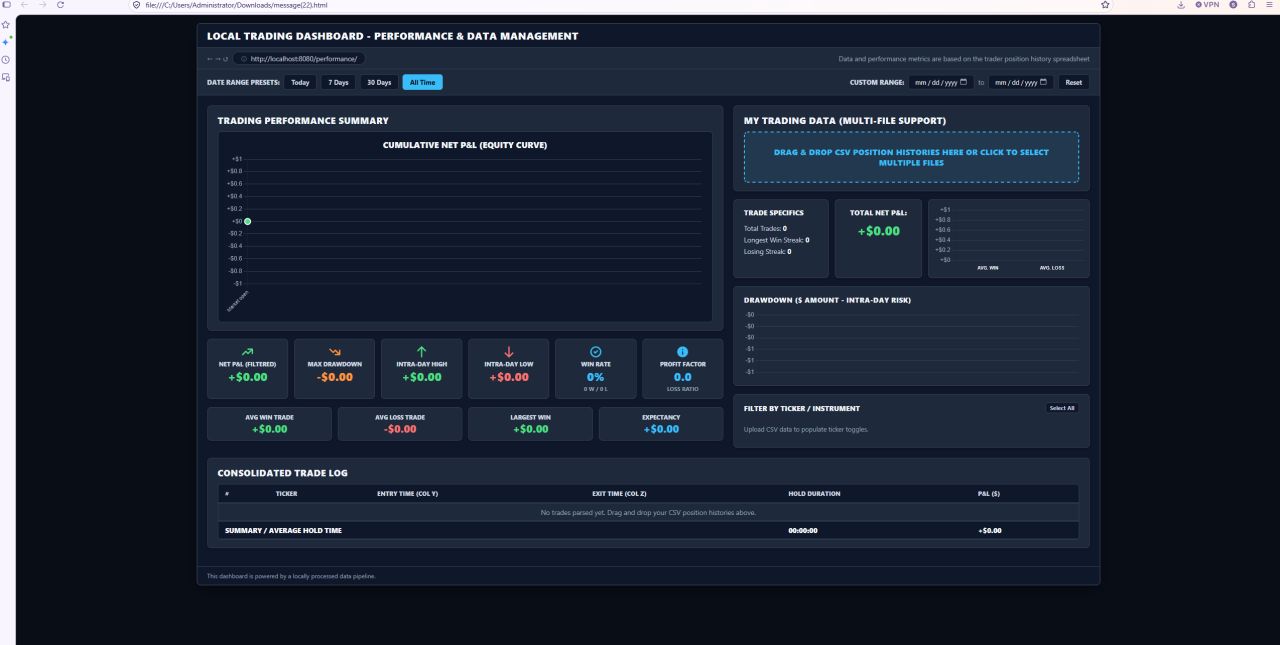 file:///C:/Users/Administrator/Downloads/message(22).html
VPN
LOCAL TRADING DASHBOARD - PERFORMANCE & DATA MANAGEMENT
http://localhost:8080/performance/
Data and performance metrics are based on the trader position history spreadsheet
DATE RANGE PRESETS: Today 7 Days 30 Days All Time
CUSTOM RANGE: mm / dd / yyyy to mm / dd / yyyy Reset
TRADING PERFORMANCE SUMMARY
CUMULATIVE NET P&L (EQUITY CURVE)
+$1
+$0.8
+$0.6
+$0.4
+$0.2
+$0
-$0.2
-$0.4
-$0.6
-$0.8
-$1
MY TRADING DATA (MULTI-FILE SUPPORT)
DRAG & DROP CSV POSITION HISTORIES HERE OR CLICK TO SELECT
MULTIPLE FILES
TRADE SPECIFICS
Total Trades: 0
Longest Win Streak: 0
Losing Streak: 0
TOTAL NET P&L:
+$0.00
+$1
+$0.8
+$0.6
+$0.4
+$0.2
+$0
AVG. WIN AVG. LOSS
DRAWDOWN ($ AMOUNT - INTRA-DAY RISK)
-$0
-$0
-$0
-$1
-$1
-$1
NET P&L (FILTERED)
+$0.00
MAX DRAWDOWN
-$0.00
INTRA-DAY HIGH
+$0.00
INTRA-DAY LOW
+$0.00
WIN RATE
0%
0 W / 0 L
PROFIT FACTOR
0.0
LOSS RATIO
AVG WIN TRADE
+$0.00
AVG LOSS TRADE
-$0.00
LARGEST WIN
+$0.00
EXPECTANCY
+$0.00
FILTER BY TICKER / INSTRUMENT Select All
Upload CSV data to populate ticker toggles.
CONSOLIDATED TRADE LOG
# TICKER ENTRY TIME (COL Y) EXIT TIME (COL Z) HOLD DURATION P&L ($)
No trades parsed yet. Drag and drop your CSV position histories above.
SUMMARY / AVERAGE HOLD TIME 00:00:00 +$0.00
This dashboard is powered by a locally processed data pipeline.